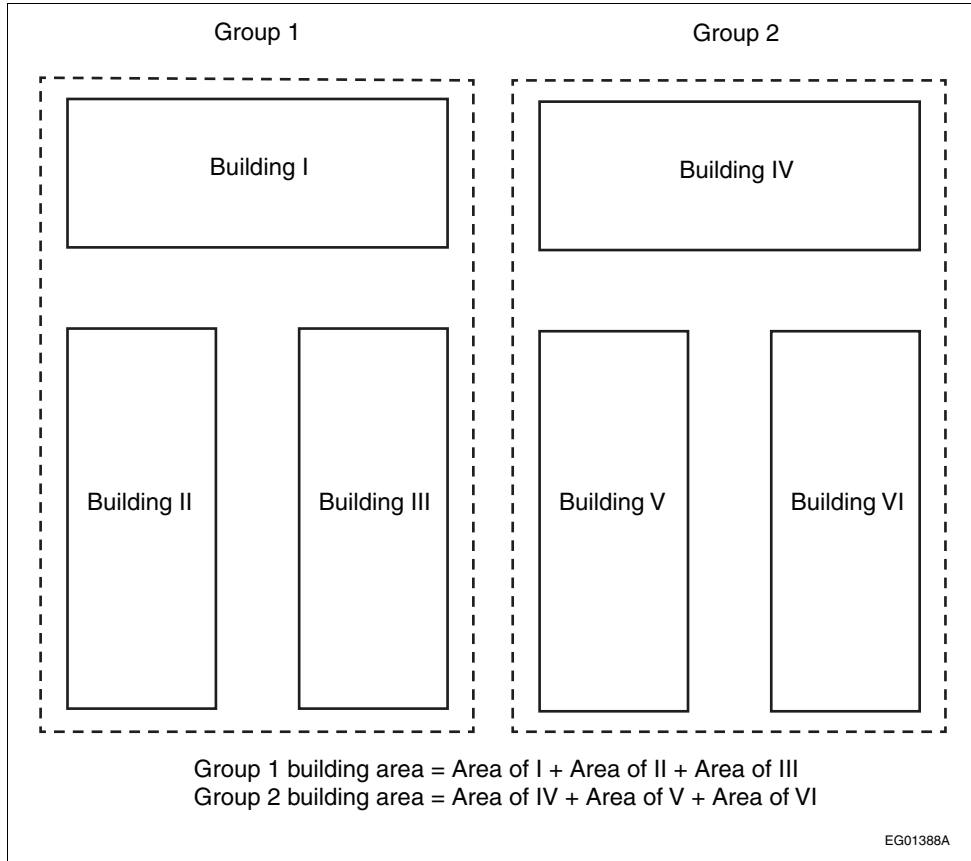 Group 1
Group 2
Building I
Building IV
Building II
Building III
Building V
Building VI
Group 1 building area = Area of I + Area of II + Area of III
Group 2 building area = Area of IV + Area of V + Area of VI
EG01388A